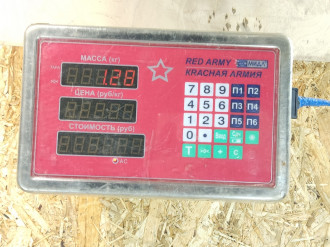 МАССА (кг)
1.28
RED ARMY МИДЛ
КРАСНАЯ АРМИЯ
ЦЕНА (руб/кг)
СТОИМОСТЬ (руб)
7 8 9 П1 П2
4 5 6 П3 П4
1 2 3 П5 П6
0 •
T + С